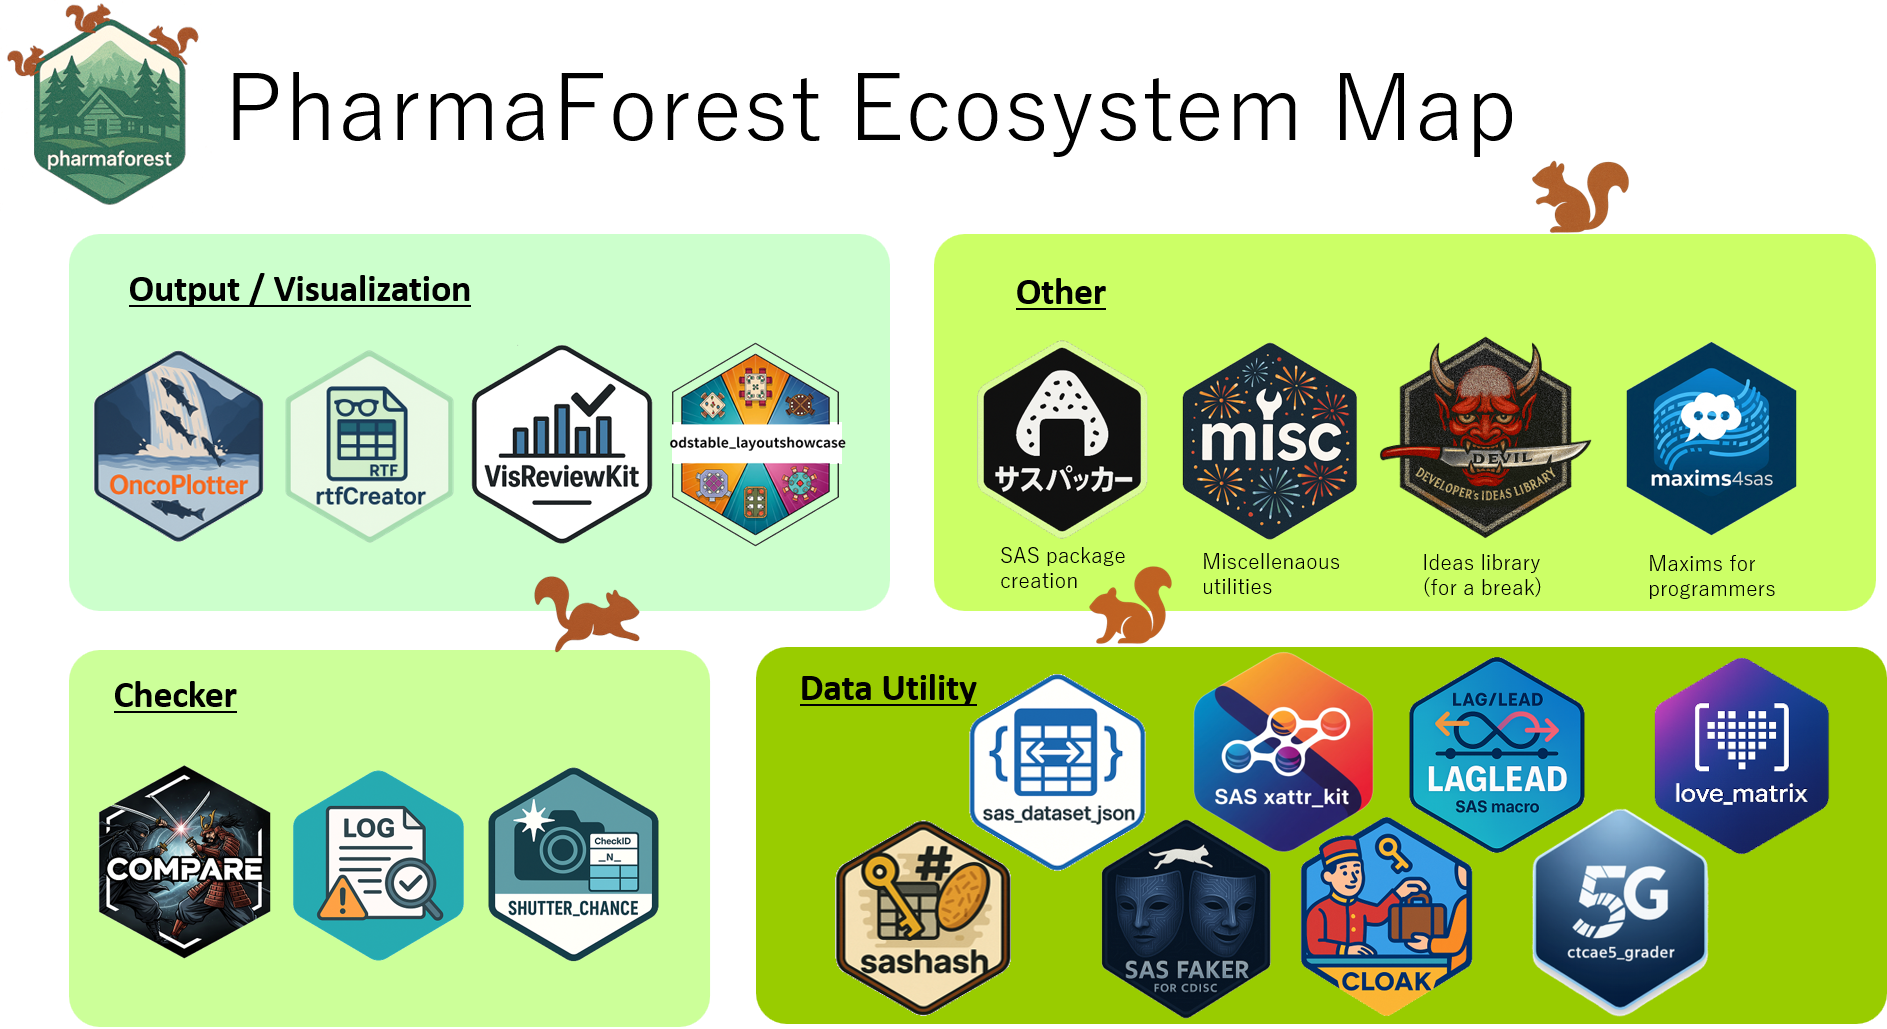 pharmaforest
PharmaForest Ecosystem Map
Output / Visualization
OncoPlotter
RTF
rtfCreator
VisReviewKit
odstable_layoutshowcase
Other
サスパッカー
SAS package
creation
misc
Miscellenaous
utilities
DEVIL
DEVELOPER's IDEAS LIBRARY
Ideas library
(for a break)
maxims4sas
Maxims for
programmers
Checker
COMPARE
LOG
CheckID
_N_
SHUTTER_CHANCE
Data Utility
sas_dataset_json
SAS xattr_kit
LAG/LEAD
LAGLEAD
SAS macro
love_matrix
#
sashash
SAS FAKER
FOR CDISC
CLOAK
5G
ctcae5_grader